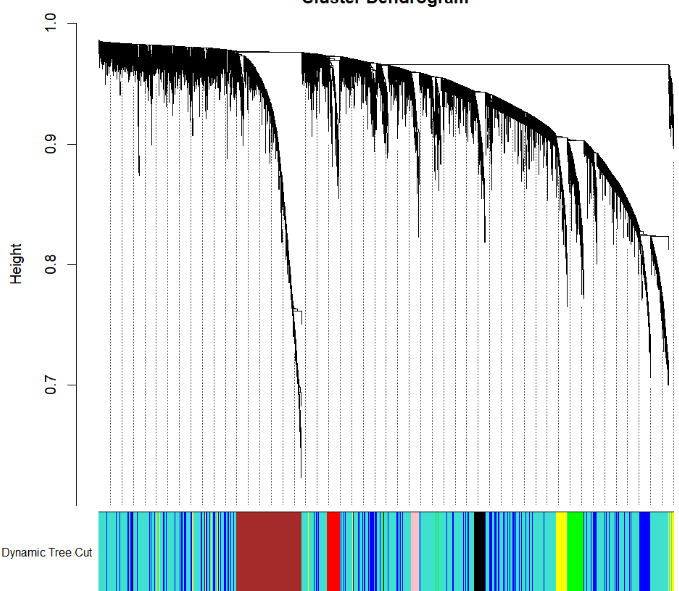 Cluster Dendrogram
1.0
0.9
0.8
0.7
Height
Dynamic Tree Cut